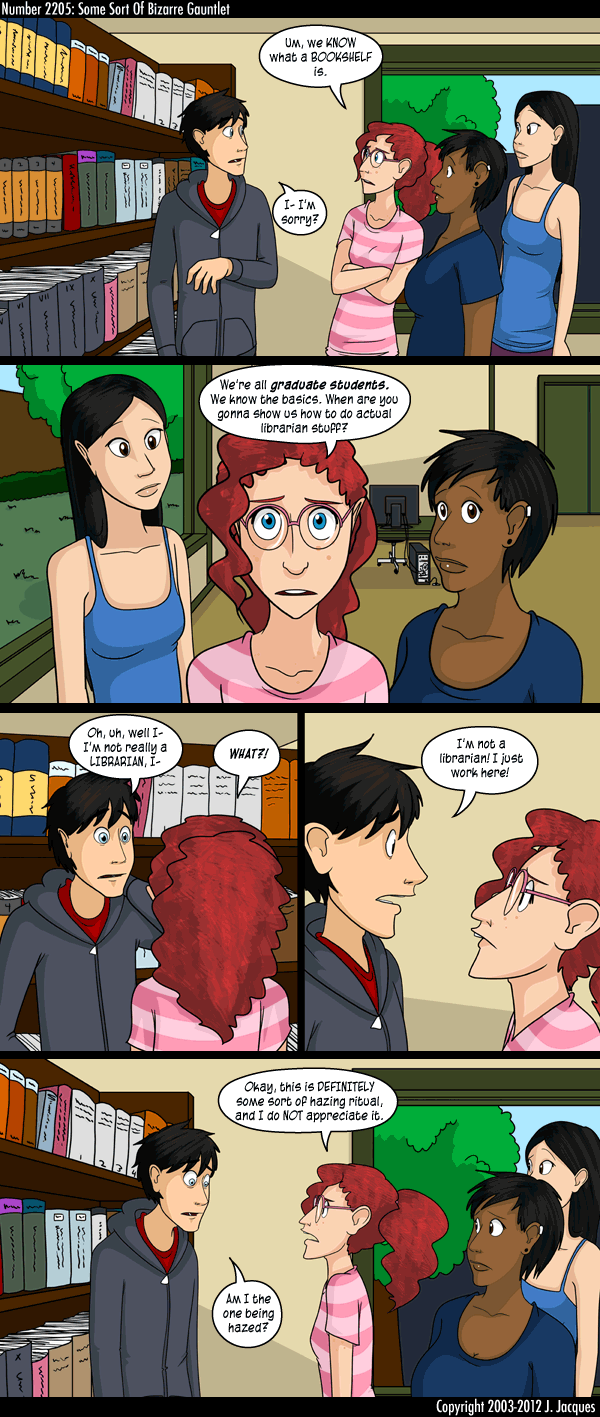 Number 2205: Some Sort Of Bizarre Gauntlet
Um, we KNOW
what a BOOKSHELF
is.
I- I'm
sorry?
We're all graduate students.
We know the basics. When are you
gonna show us how to do actual
librarian stuff?
Oh, uh, well I-
I'm not really a
LIBRARIAN, I-
WHAT?!
I'm not a
librarian! I just
work here!
Okay, this is DEFINITELY
some sort of hazing ritual,
and I do NOT appreciate it.
Am I the
one being
hazed?
Copyright 2003-2012 J. Jacques